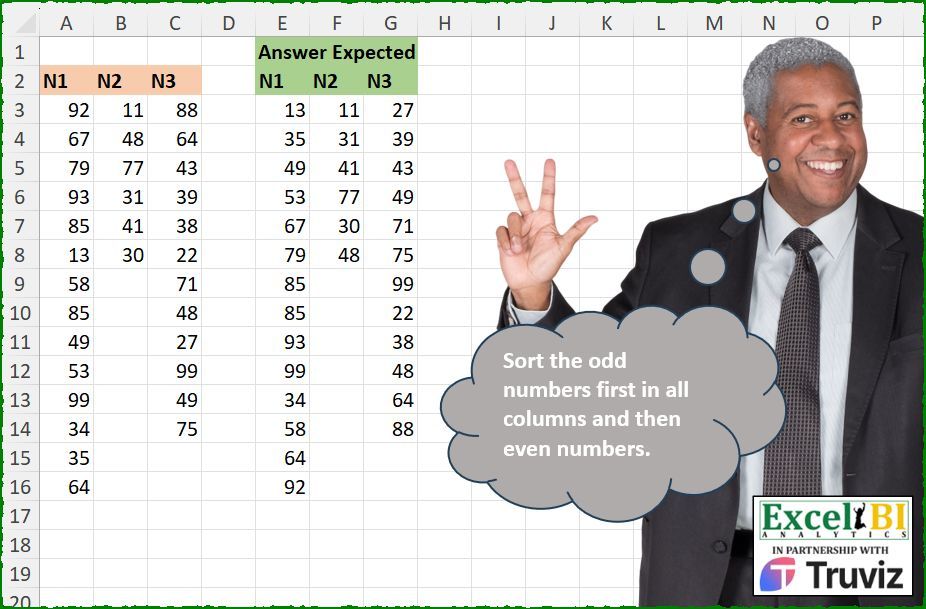 A B C D E F G H I J K L M N O P
1 Answer Expected
2 N1 N2 N3 N1 N2 N3
3 92 11 88 13 11 27
4 67 48 64 35 31 39
5 79 77 43 49 41 43
6 93 31 39 53 77 49
7 85 41 38 67 30 71
8 13 30 22 79 48 75
9 58 71 85 99
10 85 48 85 22
11 49 27 93 38
12 53 99 99 48
13 99 49 34 64
14 34 75 58 88
15 35 64
16 64 92
17
18
19
20
Sort the odd
numbers first in all
columns and then
even numbers.
Excel BI
ANALYTICS
IN PARTNERSHIP WITH
Truviz